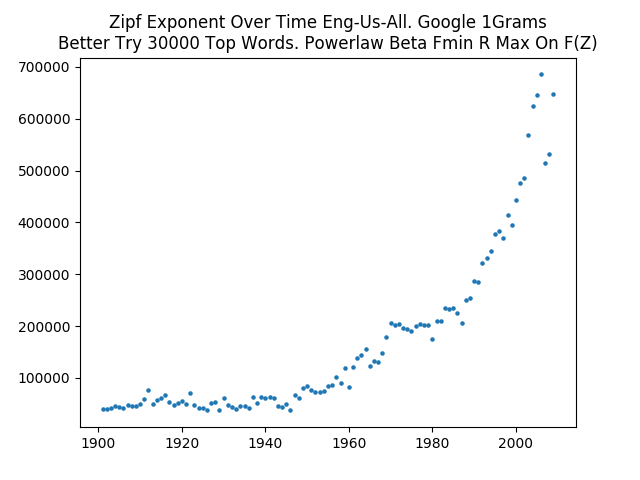 Zipf Exponent Over Time Eng-Us-All. Google 1Grams
Better Try 30000 Top Words. Powerlaw Beta Fmin R Max On F(Z)
700000
600000
500000
400000
300000
200000
100000
1900 1920 1940 1960 1980 2000